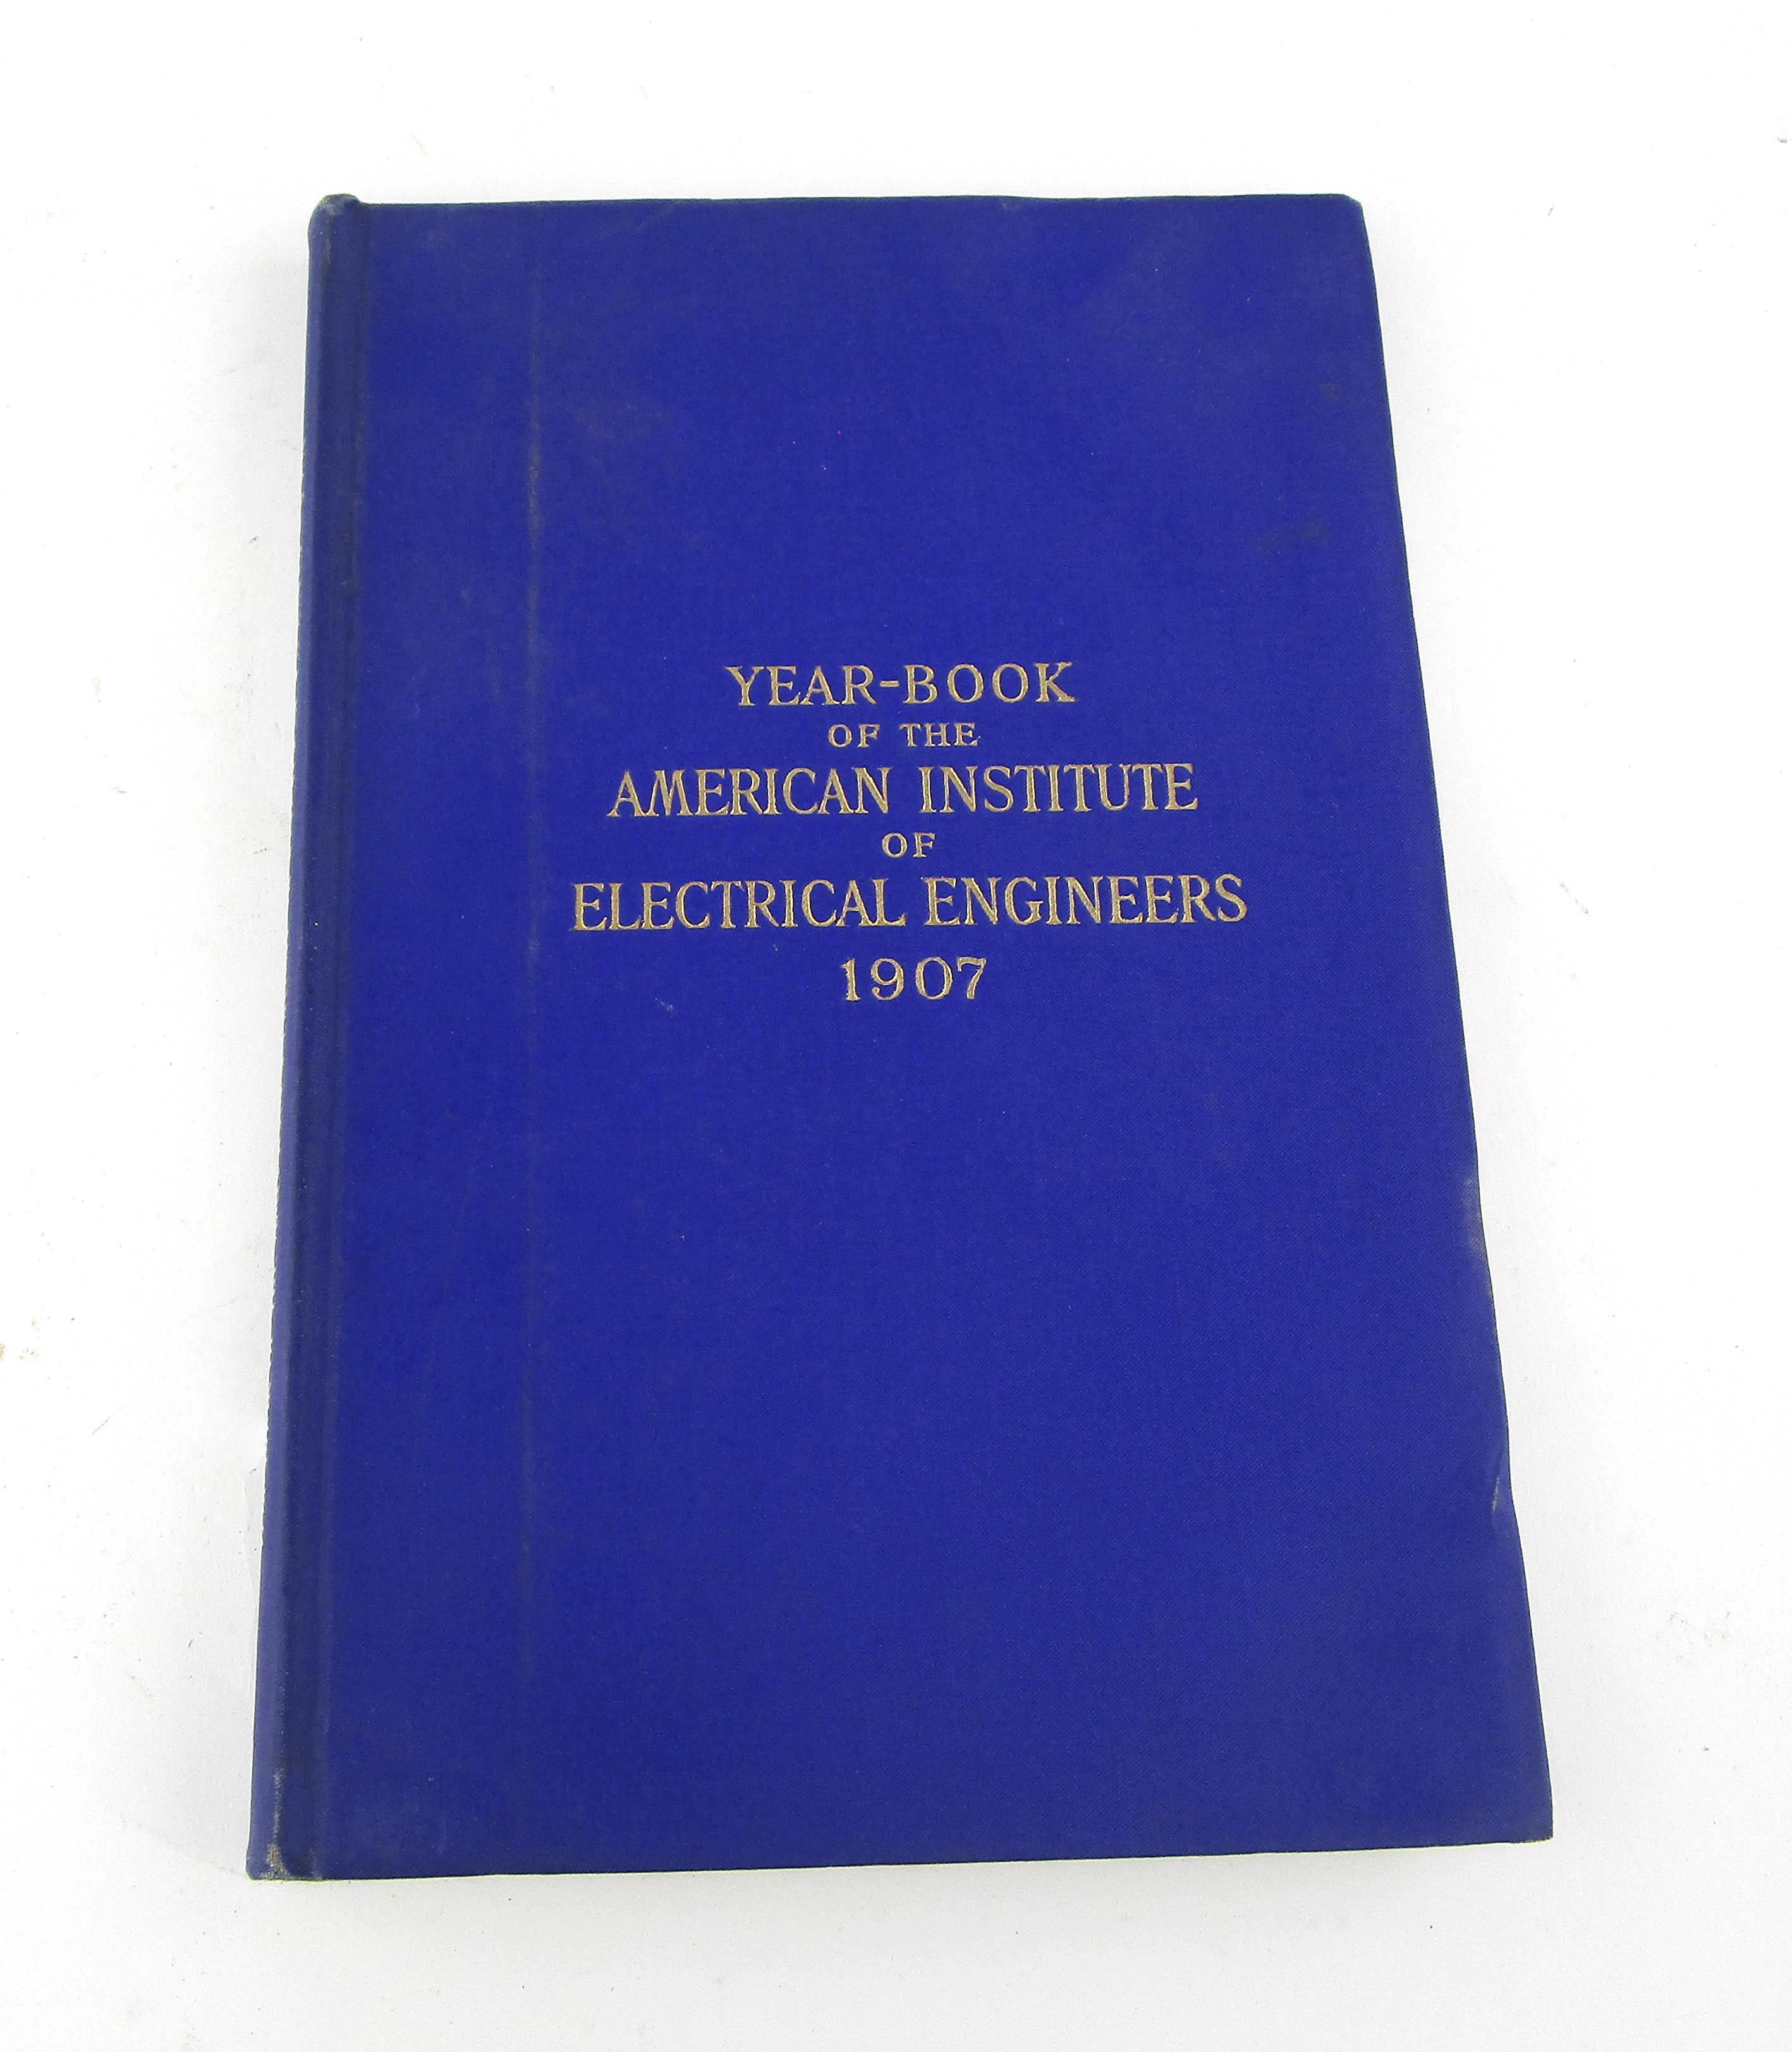 YEAR-BOOK
OF THE
AMERICAN INSTITUTE
OF
ELECTRICAL ENGINEERS
1907